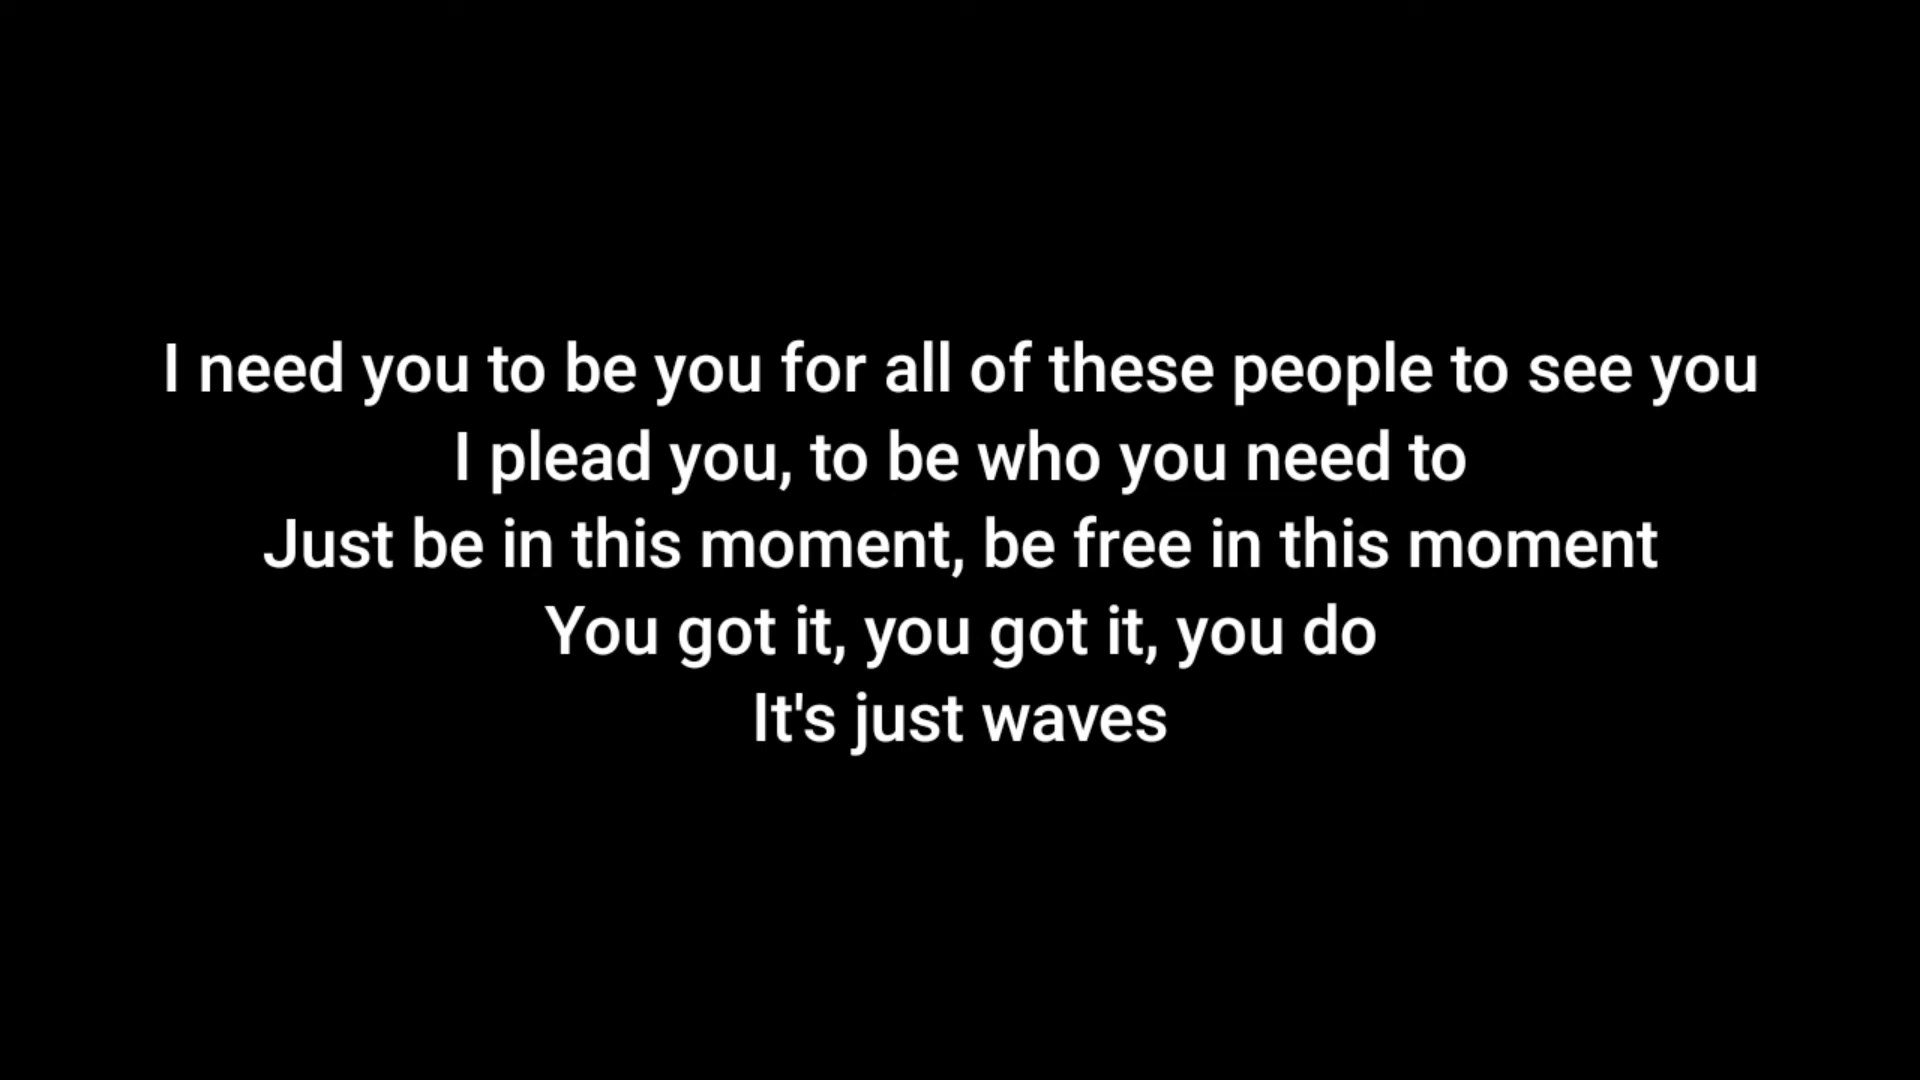 I need you to be you for all of these people to see you
I plead you, to be who you need to
Just be in this moment, be free in this moment
You got it, you got it, you do
It's just waves